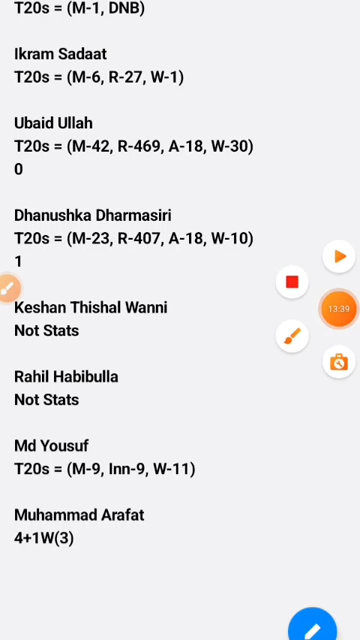 T20s = (M-1, DNB)
Ikram Sadaat
T20s = (M-6, R-27, W-1)
Ubaid Ullah
T20s = (M-42, R-469, A-18, W-30)
0
Dhanushka Dharmasiri
T20s = (M-23, R-407, A-18, W-10)
1
Keshan Thishal Wanni
Not Stats
13:39
Rahil Habibulla
Not Stats
Md Yousuf
T20s = (M-9, Inn-9, W-11)
Muhammad Arafat
4+1W(3)